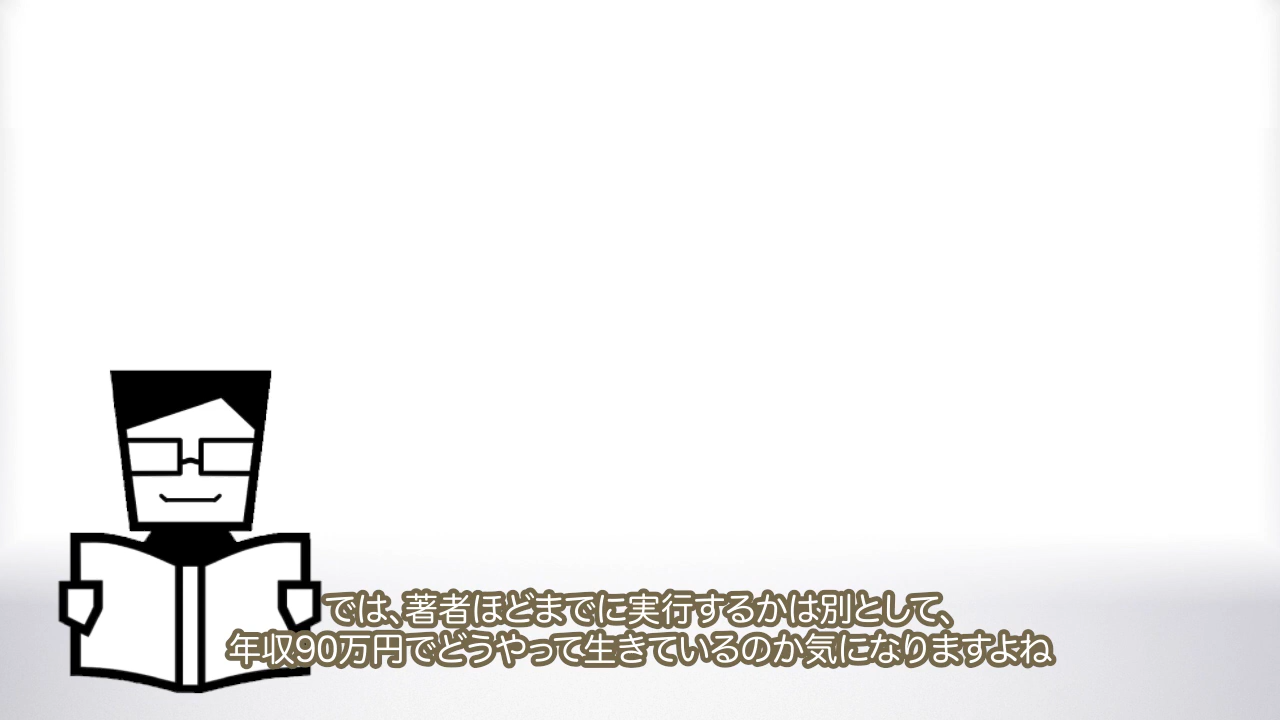 では、著者ほどまでに実行するかは別として、
年収90万円でどうやって生きているのか気になりますよね